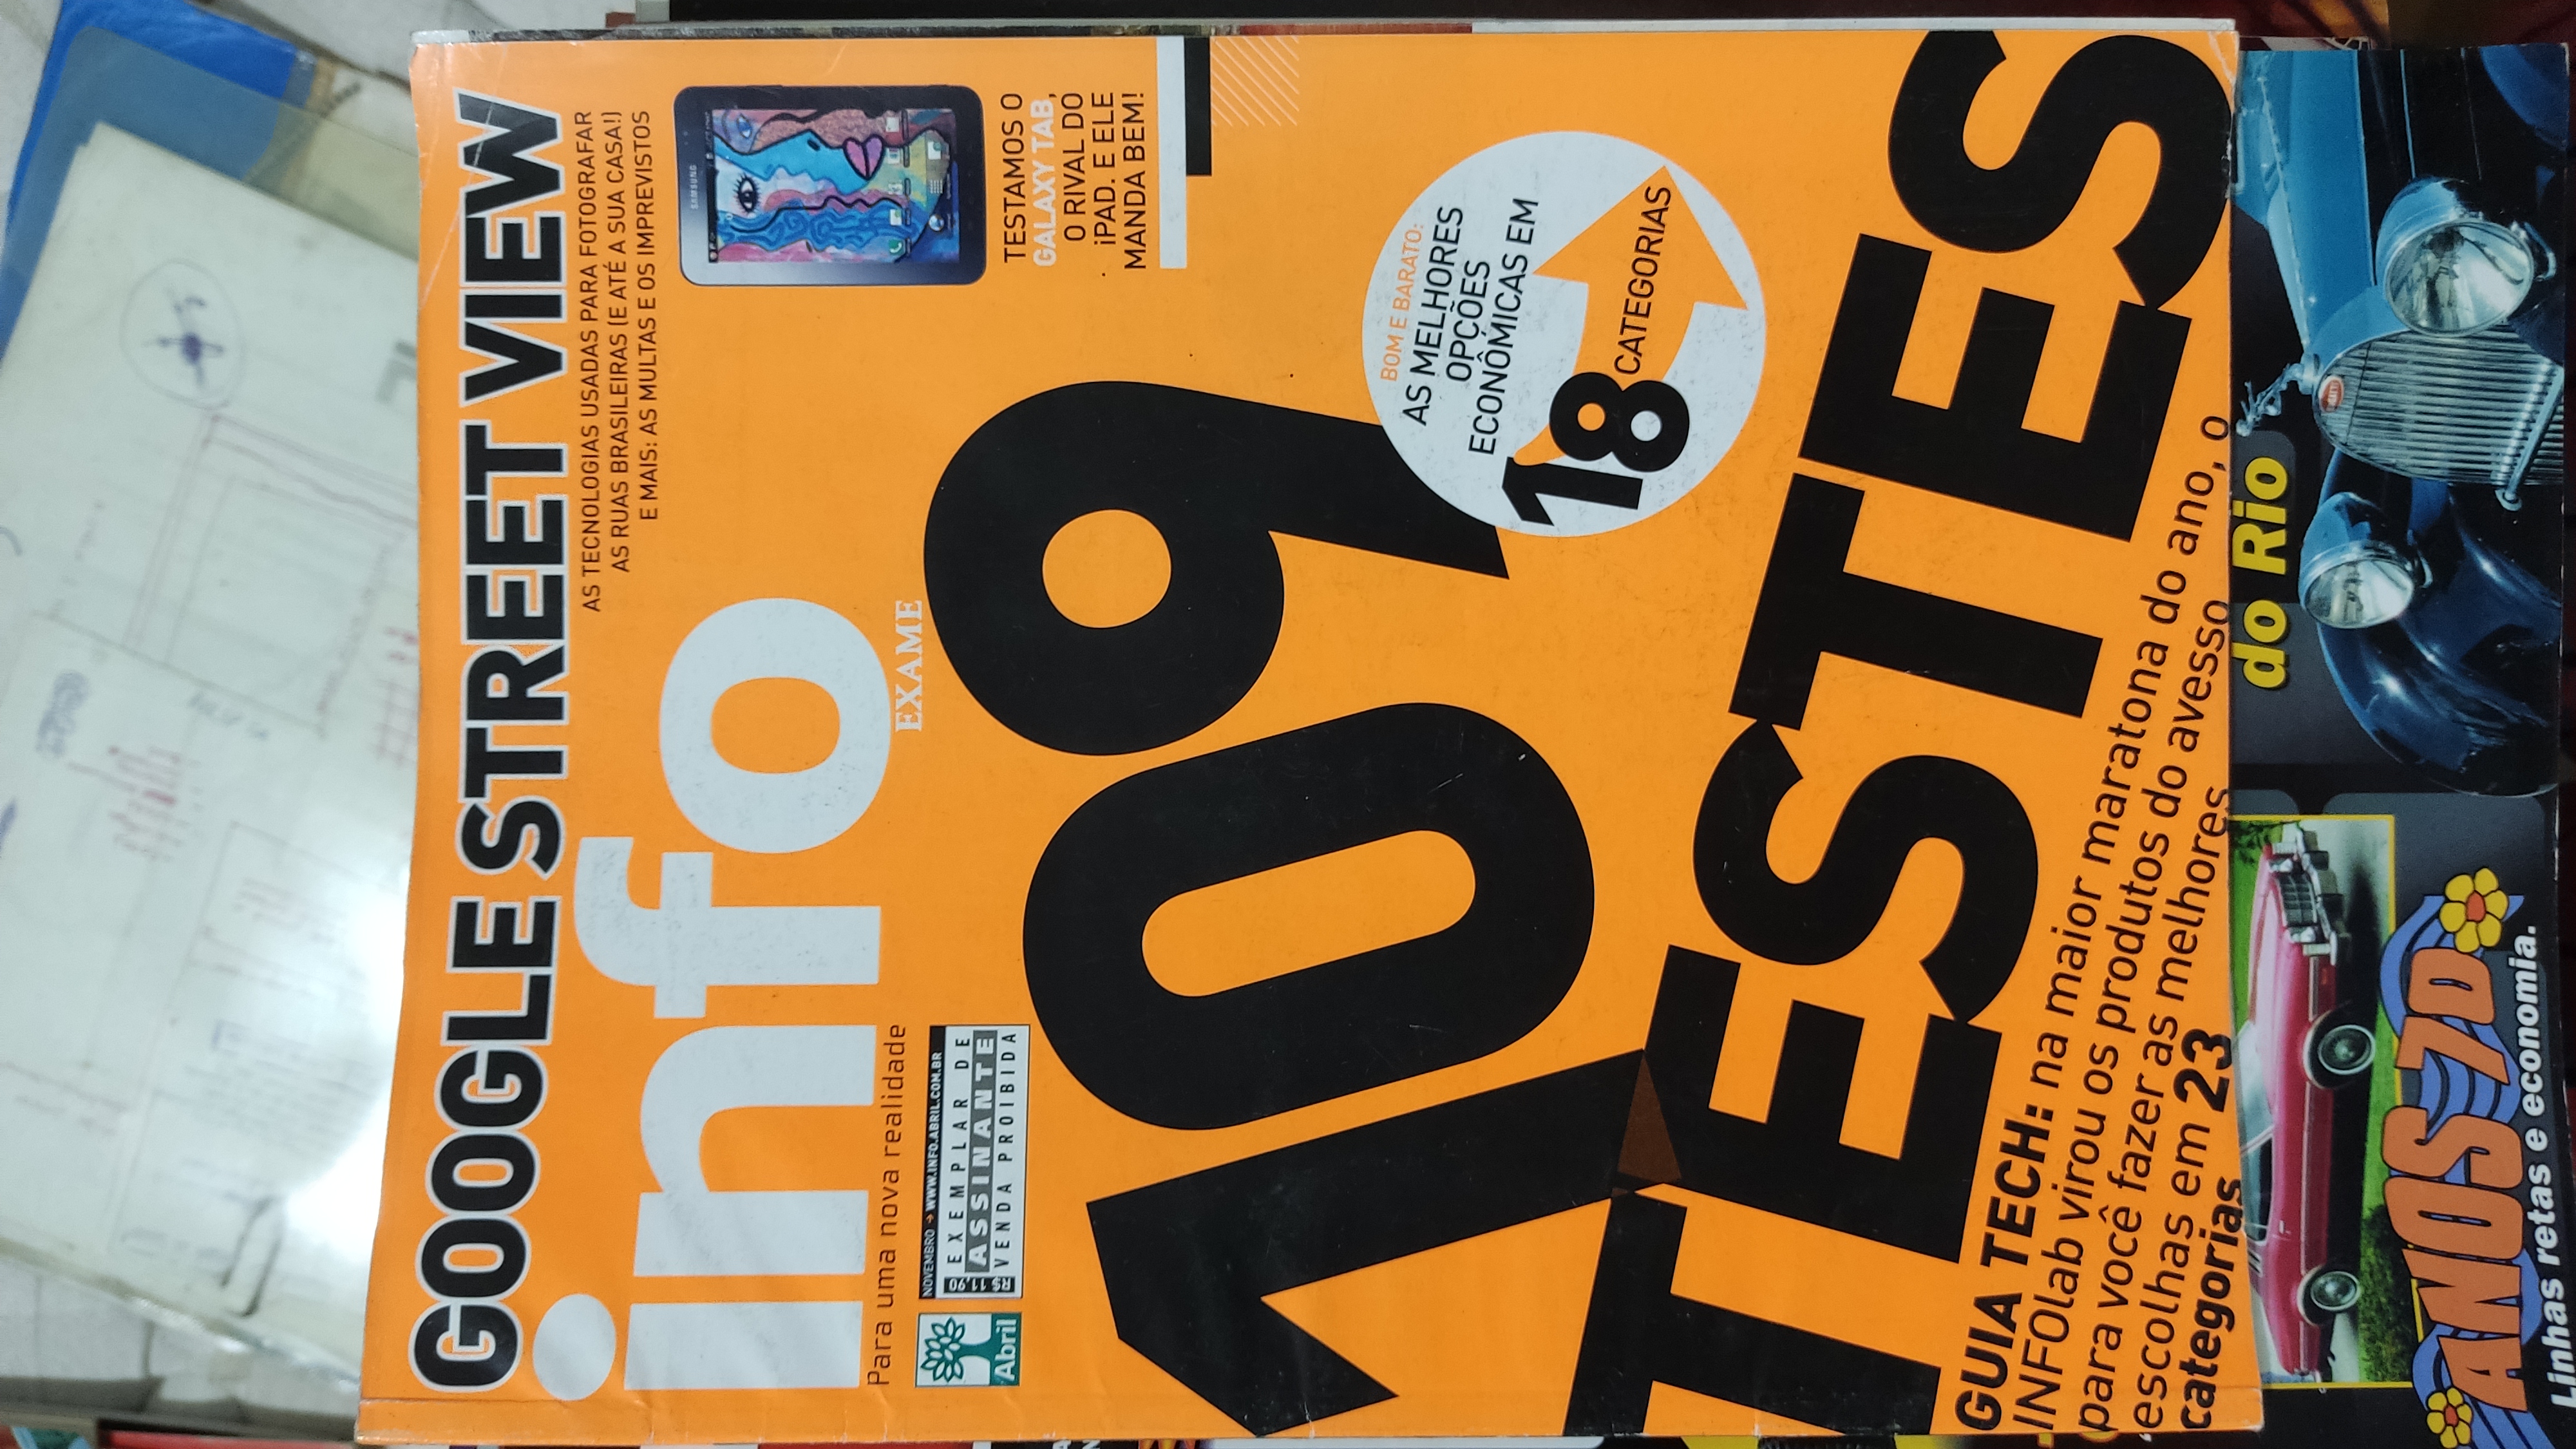 GOOGLE STREET VIEW
AS TECNOLOGIAS USADAS PARA FOTOGRAFAR
AS RUAS BRASILEIRAS (E ATÉ A SUA CASA!)
E MAIS: AS MULTAS E OS IMPREVISTOS
info
EXAME
Para uma nova realidade
SAMSUNG
TESTAMOS O
GALAXY TAB,
O RIVAL DO
iPAD. E ELE
MANDA BEM!
Abril
NOVEMBRO → WWW.INFO.ABRIL.COM.BR
R$ 11,90
EXEMPLAR DE
ASSINANTE
VENDA PROIBIDA
109
TESTES
BOM E BARATO:
AS MELHORES
OPÇÕES
ECONÔMICAS EM
18 CATEGORIAS
GUIA TECH: na maior maratona do ano, o
INFOlab virou os produtos do avesso
para você fazer as melhores
escolhas em 23
categorias
do Rio
ANOS 70
Linhas retas e economia.